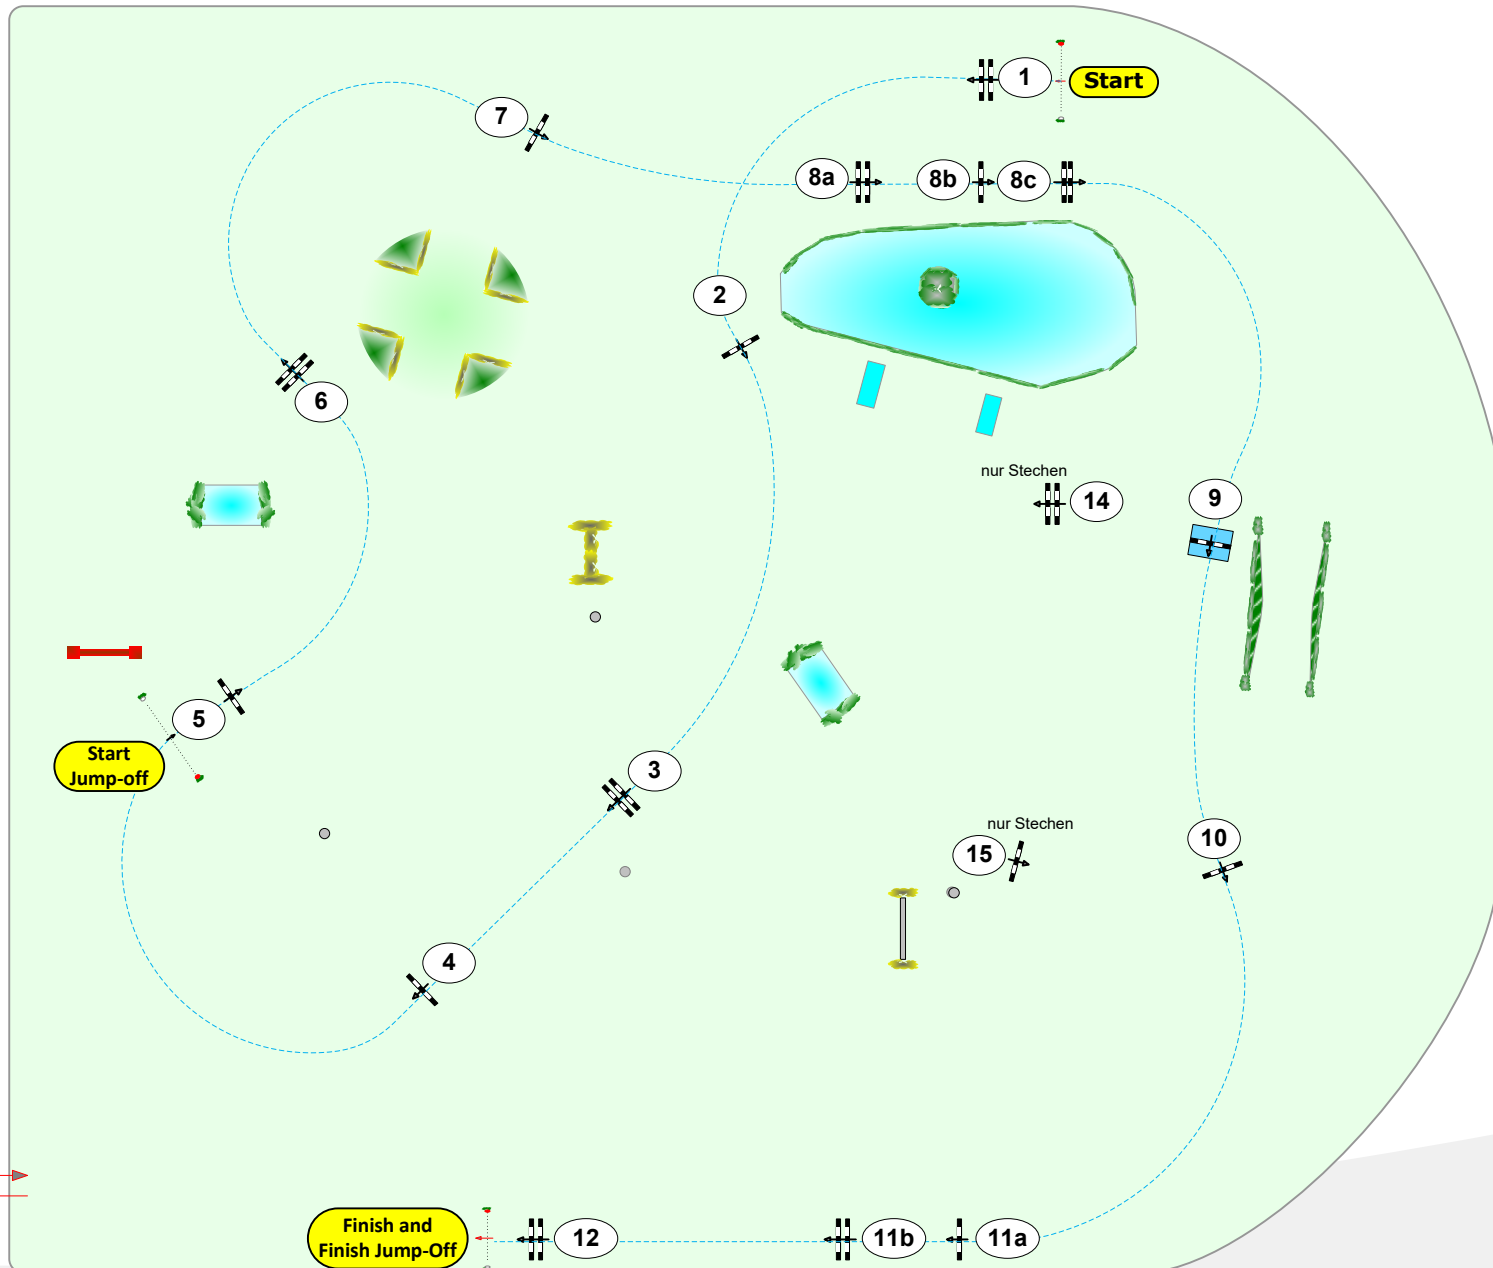 1
Start
7
8a
8b
8c
2
6
nur Stechen
14
9
5
Start
Jump-off
3
nur Stechen
10
15
4
Finish and
Finish Jump-Off
12
11b
11a